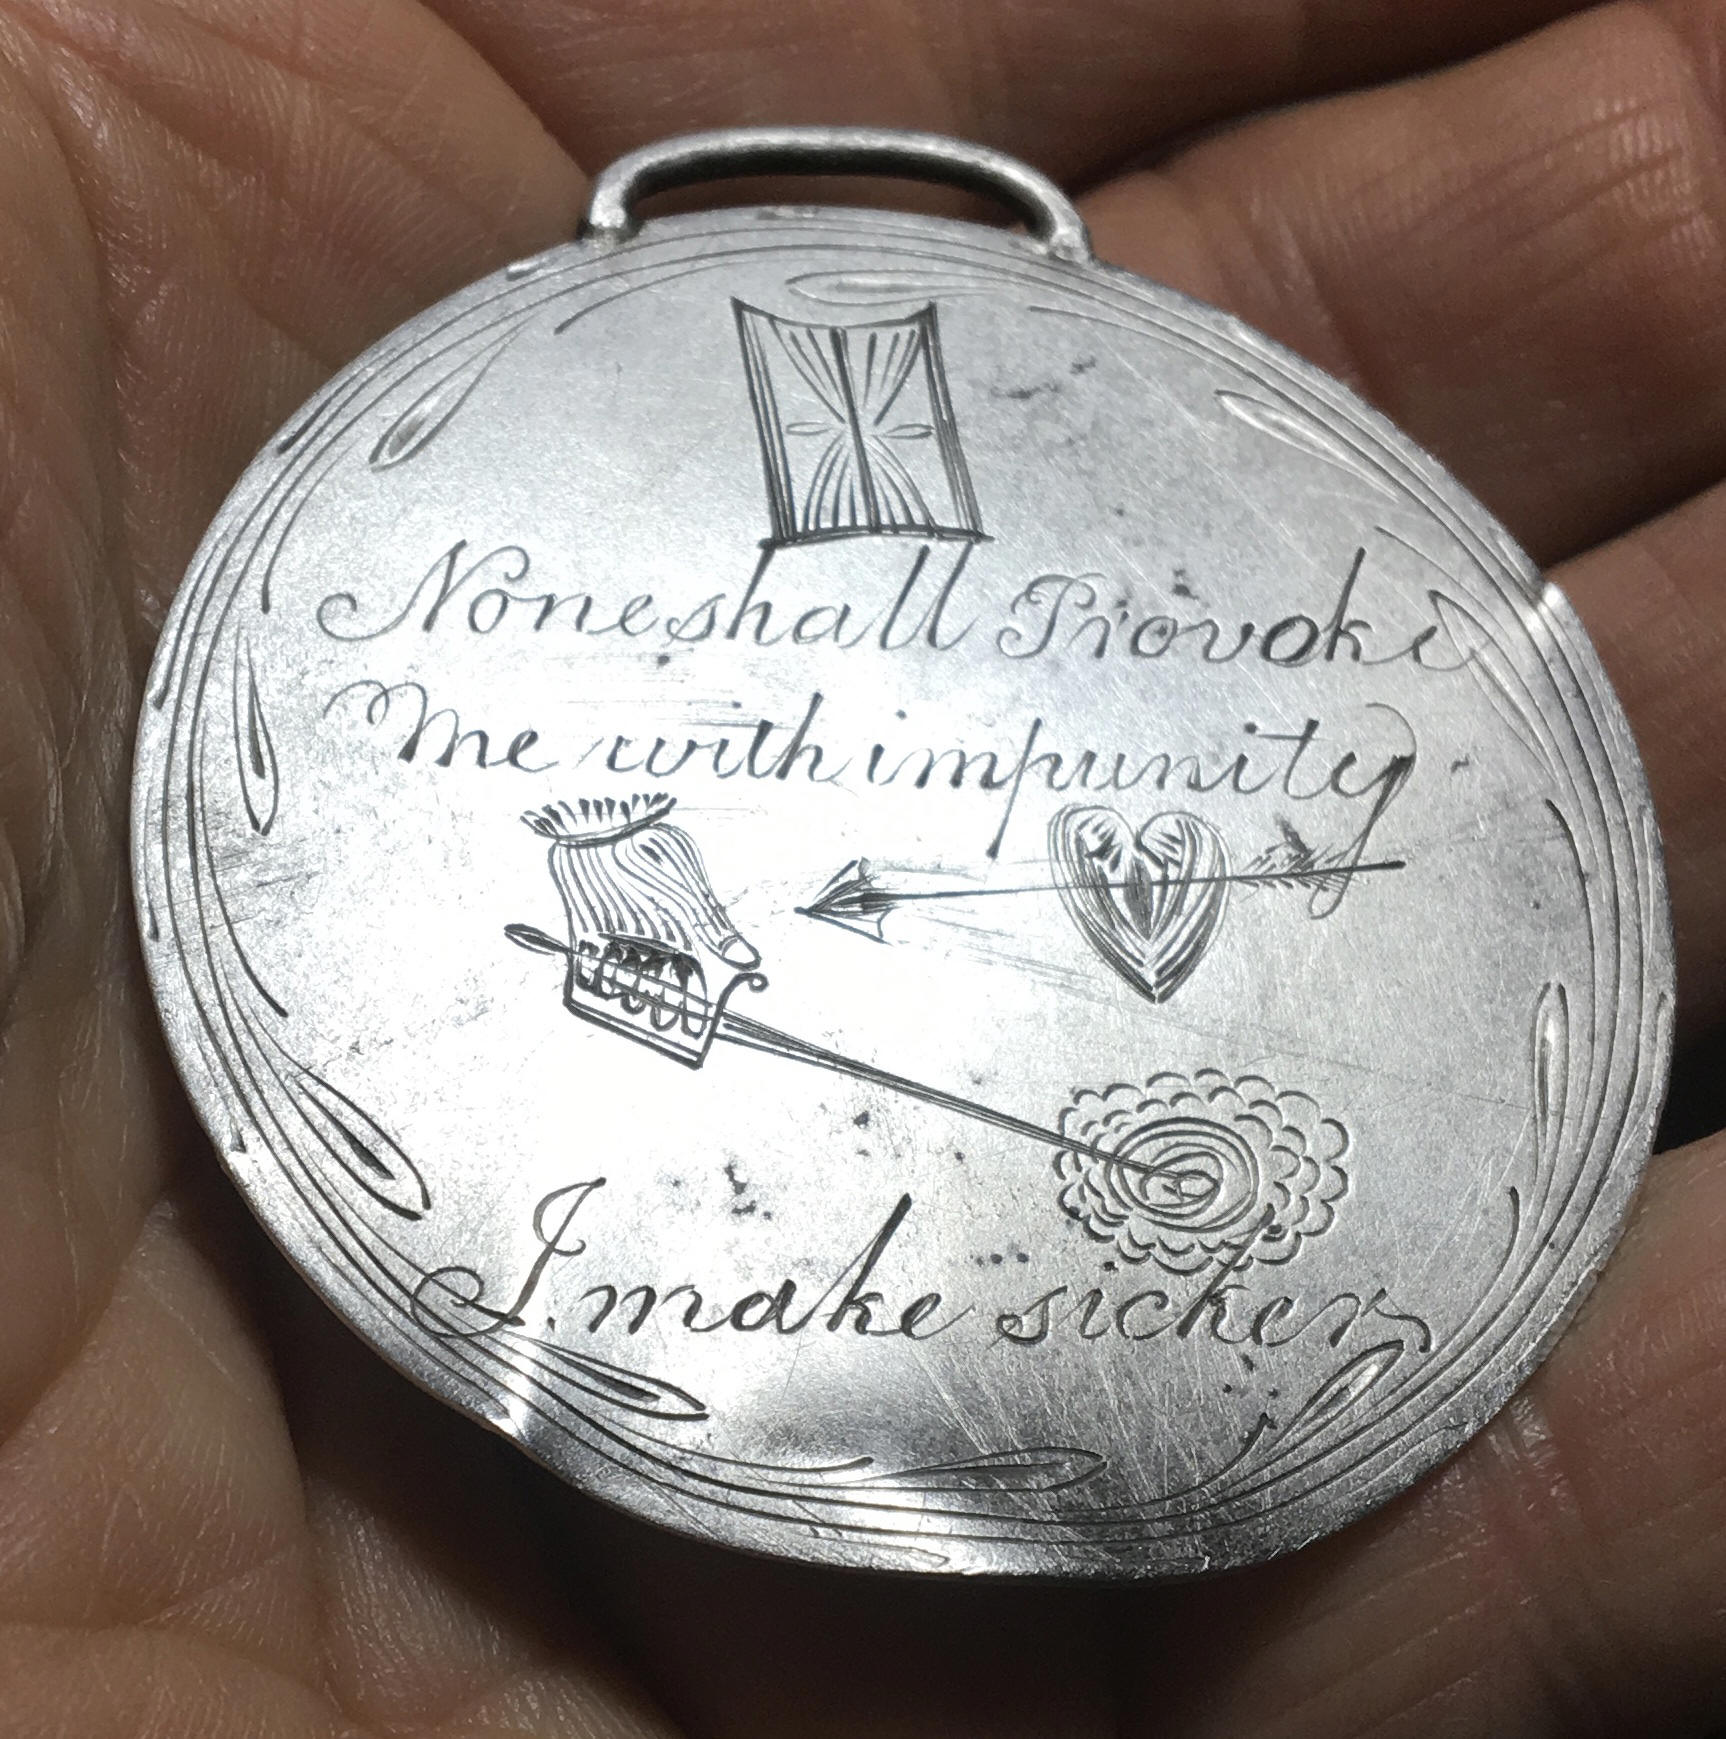 None shall Provoke
Me with impunity
I make sicker